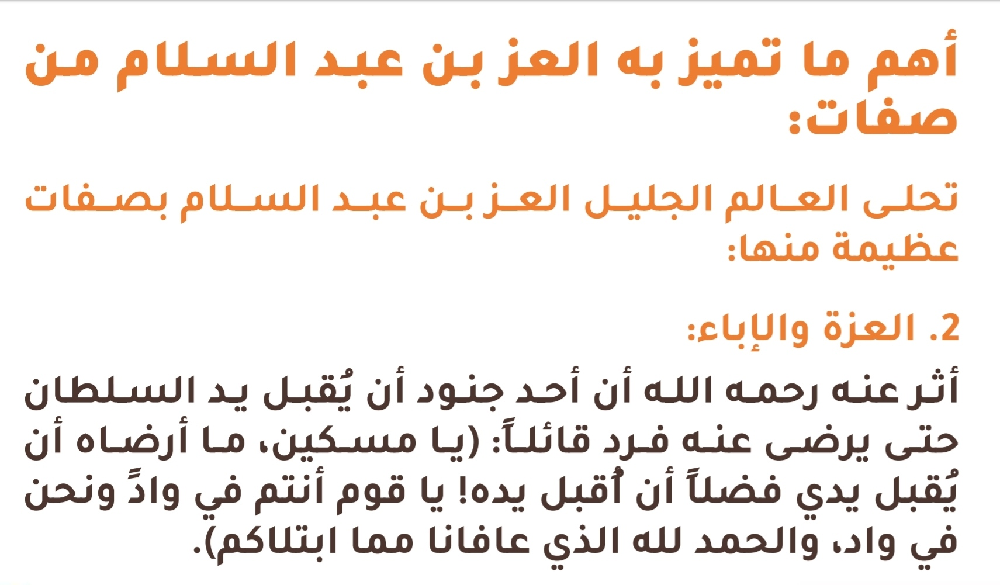 أهم ما تميز به العز بن عبد السلام من
صفات:
تحلى العالم الجليل العز بن عبد السلام بصفات
عظيمة منها:
2. العزة والإباء:
أثر عنه رحمه الله أن أحد جنود أن يُقبل يد السلطان
حتى يرضى عنه فرد قائلاً: (يا مسكين، ما أرضاه أن
يُقبل يدي فضلاً أن أُقبل يده! يا قوم أنتم في وادً ونحن
في واد، والحمد لله الذي عافانا مما ابتلاكم).